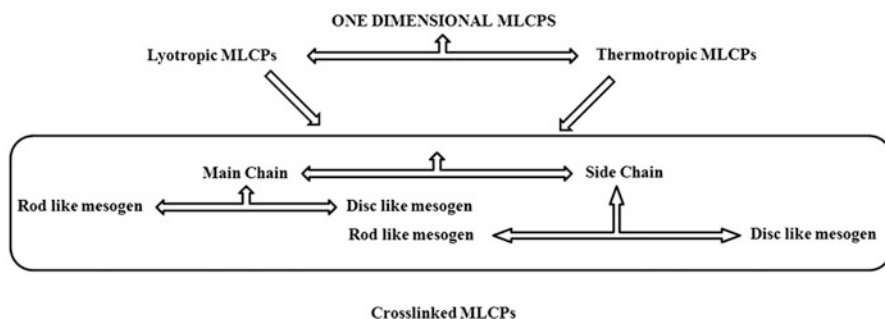 ONE DIMENSIONAL MLCPS
Lyotropic MLCPs Thermotropic MLCPs
Main Chain Side Chain
Rod like mesogen Disc like mesogen
Rod like mesogen Disc like mesogen
Crosslinked MLCPs